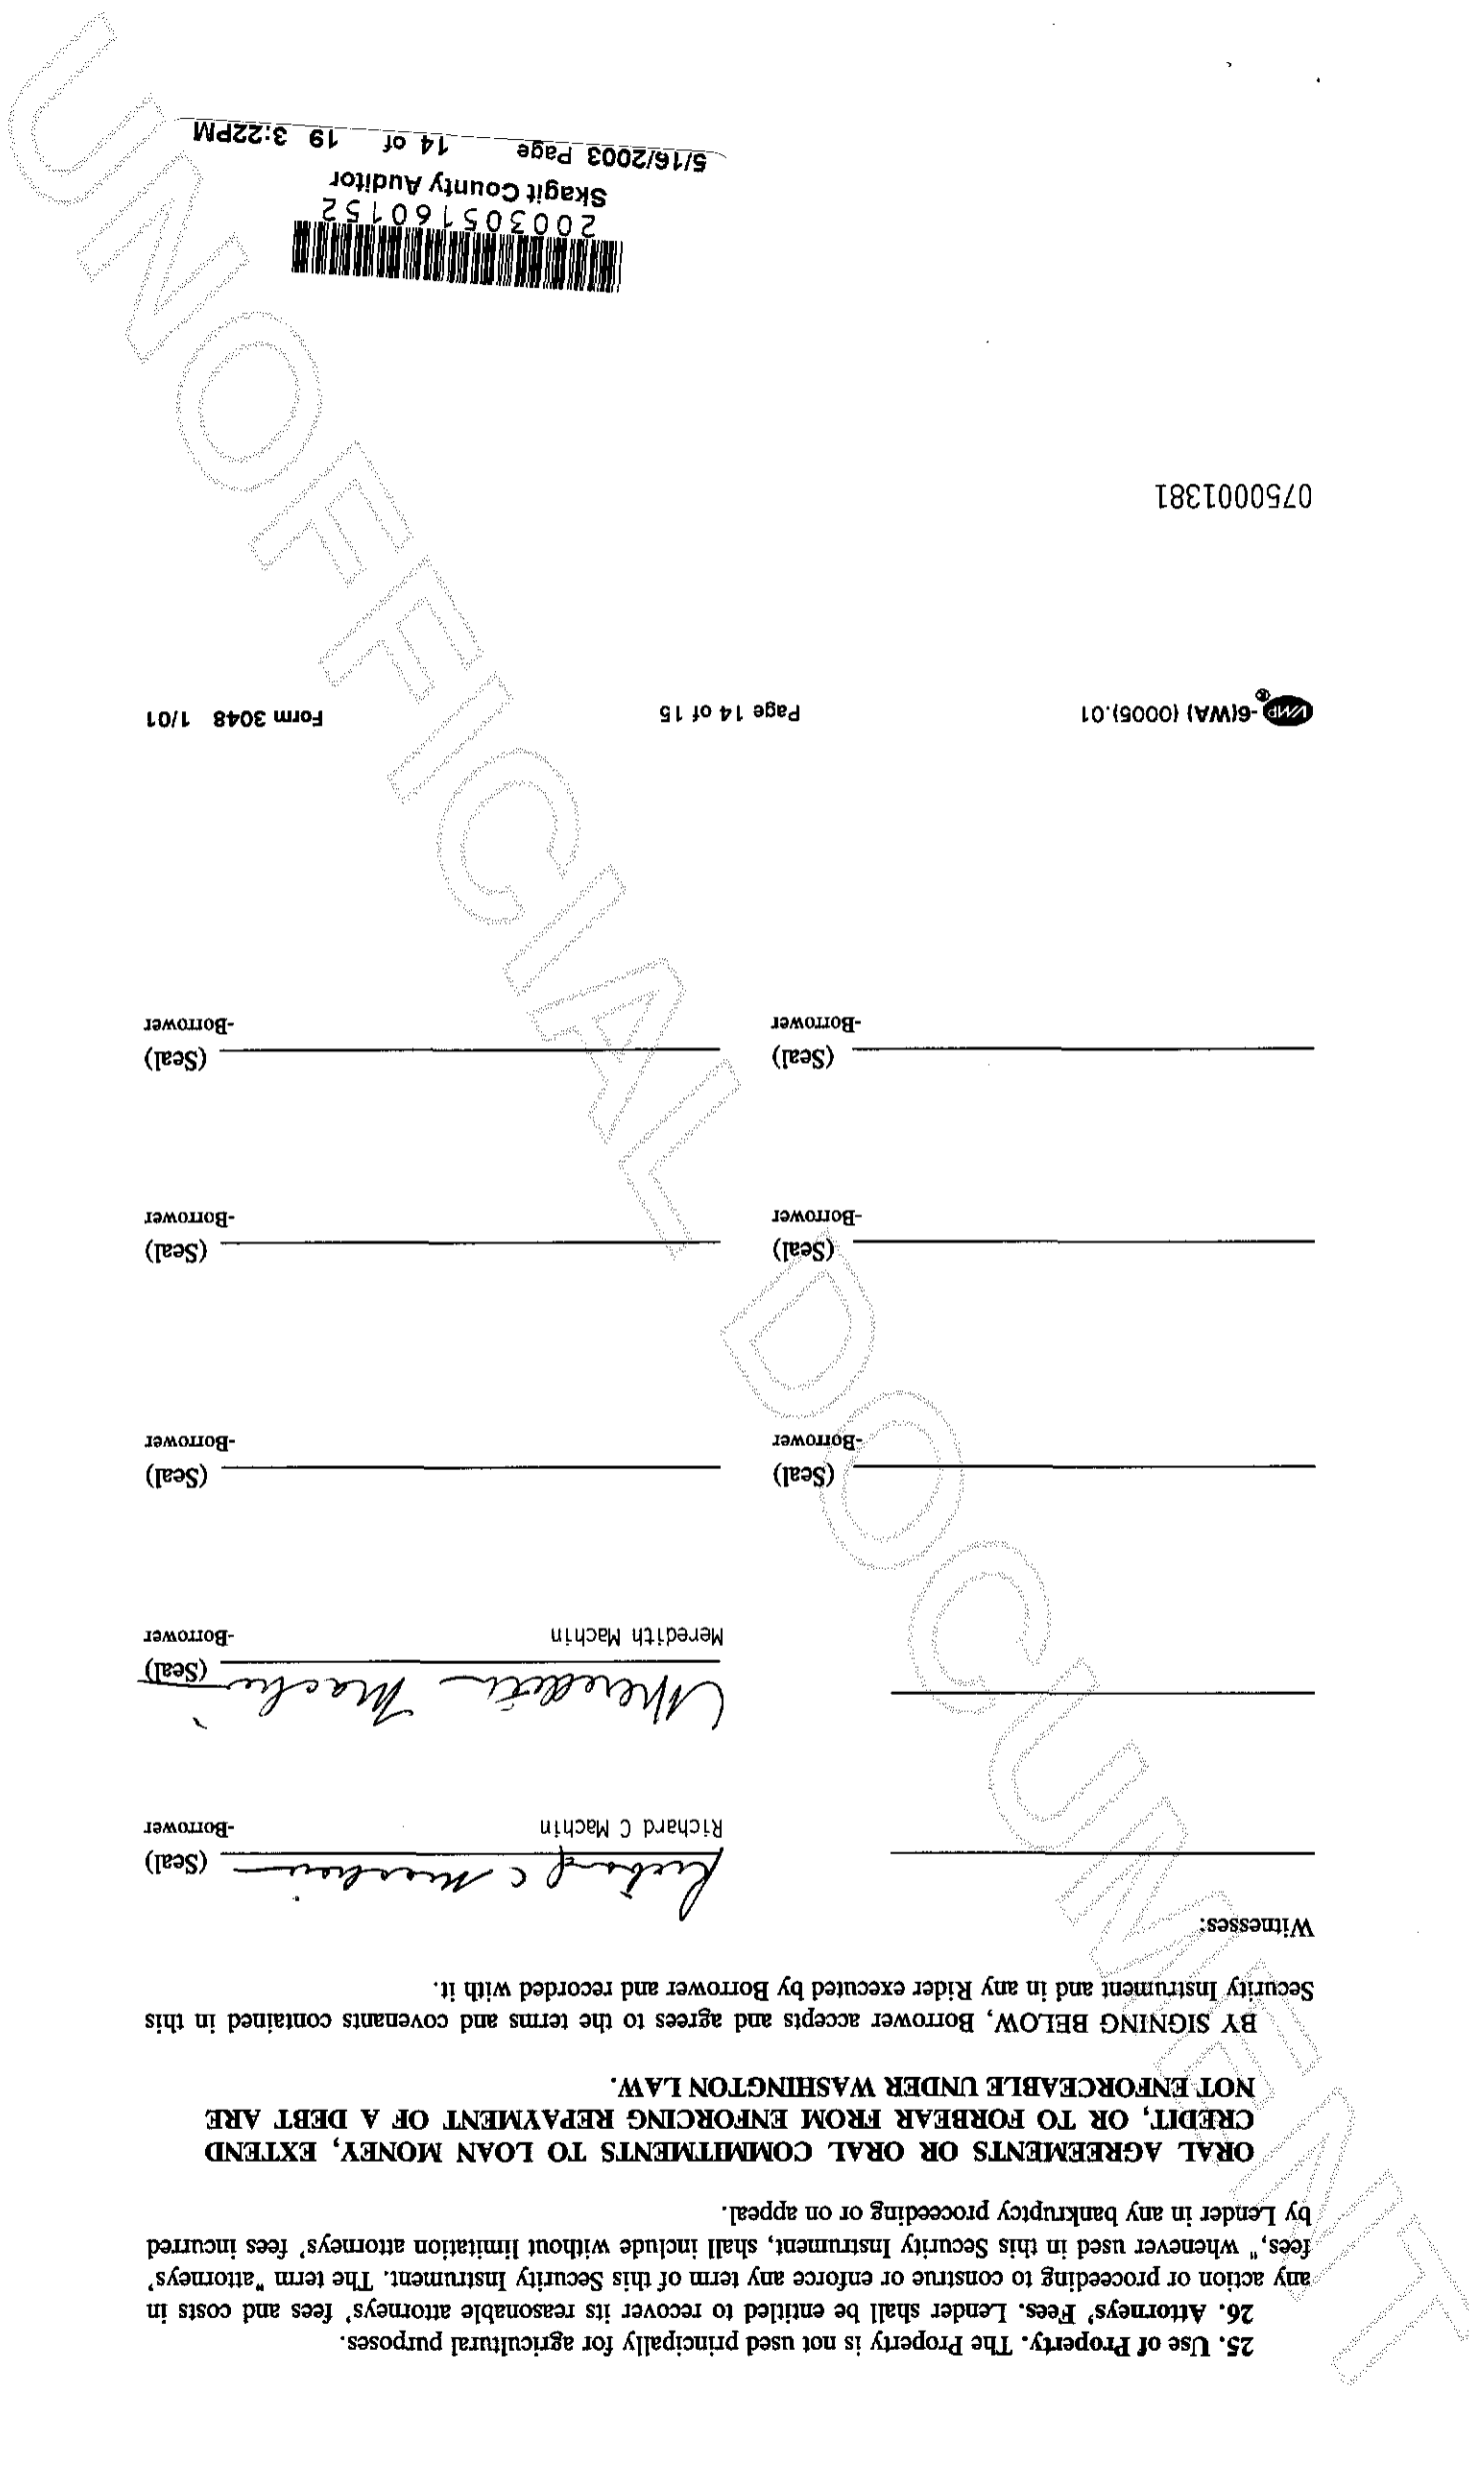 25. Use of Property. The Property is not used principally for agricultural purposes.
26. Attorneys' Fees. Lender shall be entitled to recover its reasonable attorneys' fees and costs in
any action or proceeding to construe or enforce any term of this Security Instrument. The term "attorneys'
fees," whenever used in this Security Instrument, shall include without limitation attorneys' fees incurred
by Lender in any bankruptcy proceeding or on appeal.
ORAL AGREEMENTS OR ORAL COMMITMENTS TO LOAN MONEY, EXTEND
CREDIT, OR TO FORBEAR FROM ENFORCING REPAYMENT OF A DEBT ARE
NOT ENFORCEABLE UNDER WASHINGTON LAW.
BY SIGNING BELOW, Borrower accepts and agrees to the terms and covenants contained in this
Security Instrument and in any Rider executed by Borrower and recorded with it.
Witnesses:
Richard C Machin (Seal)
Richard C Machin -Borrower
Meredith Machin (Seal)
Meredith Machin -Borrower
(Seal) (Seal)
-Borrower -Borrower
(Seal) (Seal)
-Borrower -Borrower
(Seal) (Seal)
-Borrower -Borrower
VMP-6(WA) (0005).01 Page 14 of 15 Form 3048 1/01
0750001381
200305160152
Skagit County Auditor
5/16/2003 Page 14 of 19 3:22PM
UNOFFICIAL DOCUMENT